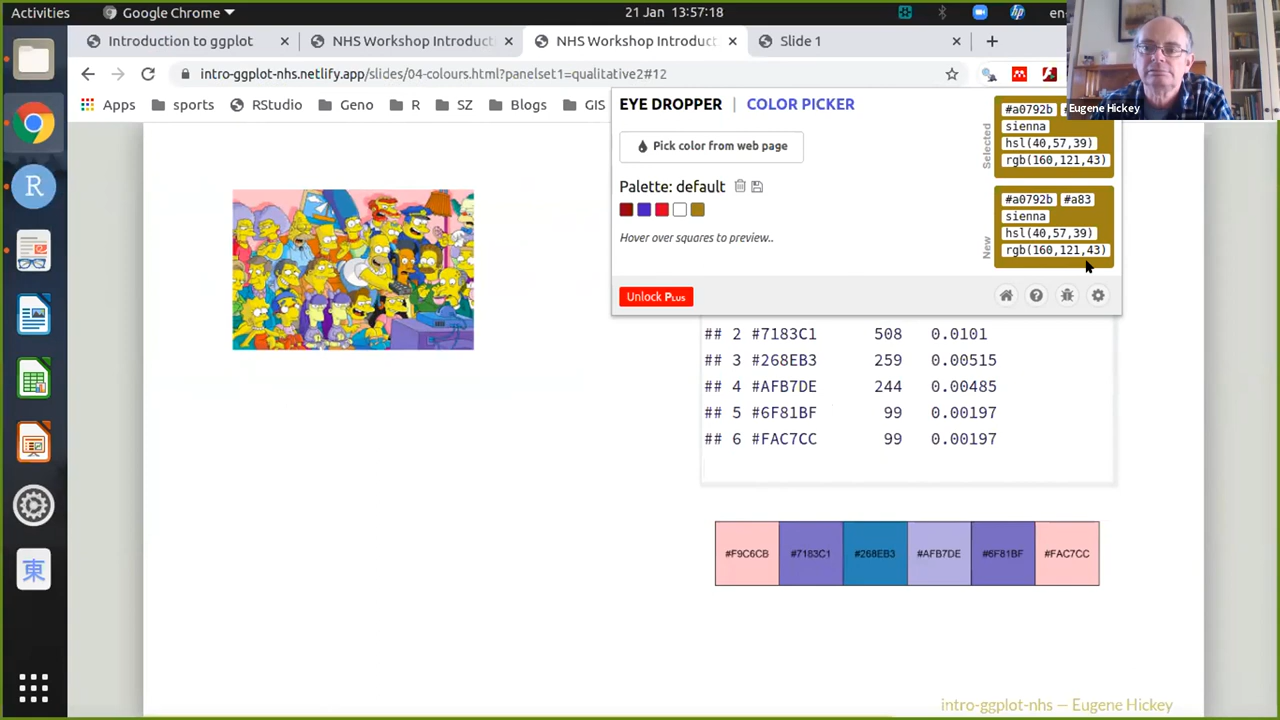 Activities
Google Chrome
21 Jan 13:57:18
hp
en
Introduction to ggplot
NHS Workshop Introduct
NHS Workshop Introduct
Slide 1
intro-ggplot-nhs.netlify.app/slides/04-colours.html?panelset1=qualitative2#12
Apps
sports
RStudio
Geno
R
SZ
Blogs
GIS
Eugene Hickey
EYE DROPPER | COLOR PICKER
Pick color from web page
Palette: default
Hover over squares to preview..
Unlock PLUS
Selected
#a0792b
sienna
hsl(40,57,39)
rgb(160,121,43)
New
#a0792b #a83
sienna
hsl(40,57,39)
rgb(160,121,43)
## 2 #7183C1 508 0.0101
## 3 #268EB3 259 0.00515
## 4 #AFB7DE 244 0.00485
## 5 #6F81BF 99 0.00197
## 6 #FAC7CC 99 0.00197
#F9C6CB #7183C1 #268EB3 #AFB7DE #6F81BF #FAC7CC
R
東
intro-ggplot-nhs — Eugene Hickey